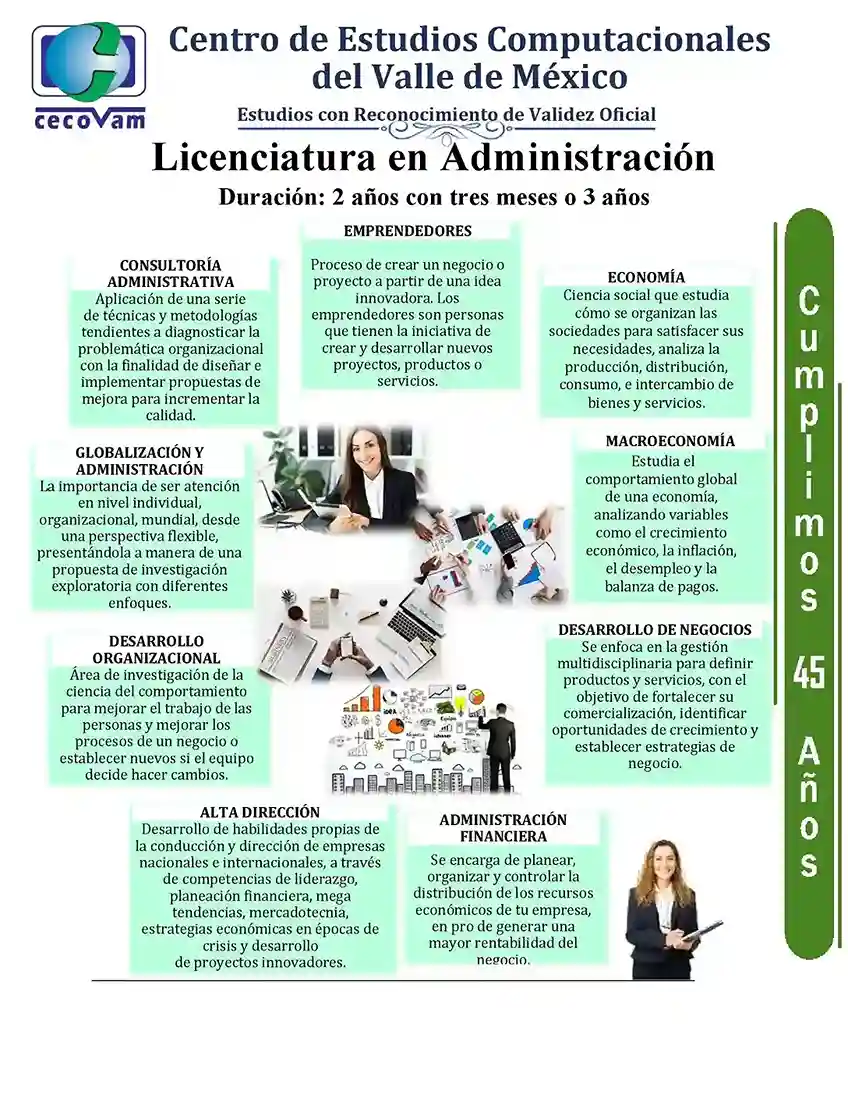 cecovam
Centro de Estudios Computacionales
del Valle de México
Estudios con Reconocimiento de Validez Oficial
Licenciatura en Administración
Duración: 2 años con tres meses o 3 años
EMPRENDEDORES
Proceso de crear un negocio o
proyecto a partir de una idea
innovadora. Los
emprendedores son personas
que tienen la iniciativa de
crear y desarrollar nuevos
proyectos, productos o
servicios.
CONSULTORÍA
ADMINISTRATIVA
Aplicación de una serie
de técnicas y metodologías
tendientes a diagnosticar la
problemática organizacional
con la finalidad de diseñar e
implementar propuestas de
mejora para incrementar la
calidad.
ECONOMÍA
Ciencia social que estudia
cómo se organizan las
sociedades para satisfacer sus
necesidades, analiza la
producción, distribución,
consumo, e intercambio de
bienes y servicios.
GLOBALIZACIÓN Y
ADMINISTRACIÓN
La importancia de ser atención
en nivel individual,
organizacional, mundial, desde
una perspectiva flexible,
presentándola a manera de una
propuesta de investigación
exploratoria con diferentes
enfoques.
MACROECONOMÍA
Estudia el
comportamiento global
de una economía,
analizando variables
como el crecimiento
económico, la inflación,
el desempleo y la
balanza de pagos.
DESARROLLO
ORGANIZACIONAL
Área de investigación de la
ciencia del comportamiento
para mejorar el trabajo de las
personas y mejorar los
procesos de un negocio o
establecer nuevos si el equipo
decide hacer cambios.
DESARROLLO DE NEGOCIOS
Se enfoca en la gestión
multidisciplinaria para definir
productos y servicios, con el
objetivo de fortalecer su
comercialización, identificar
oportunidades de crecimiento y
establecer estrategias de
negocio.
ALTA DIRECCIÓN
Desarrollo de habilidades propias de
la conducción y dirección de empresas
nacionales e internacionales, a través
de competencias de liderazgo,
planeación financiera, mega
tendencias, mercadotecnia,
estrategias económicas en épocas de
crisis y desarrollo
de proyectos innovadores.
ADMINISTRACIÓN
FINANCIERA
Se encarga de planear,
organizar y controlar la
distribución de los recursos
económicos de tu empresa,
en pro de generar una
mayor rentabilidad del
negocio.
Cumplimos 45 Años